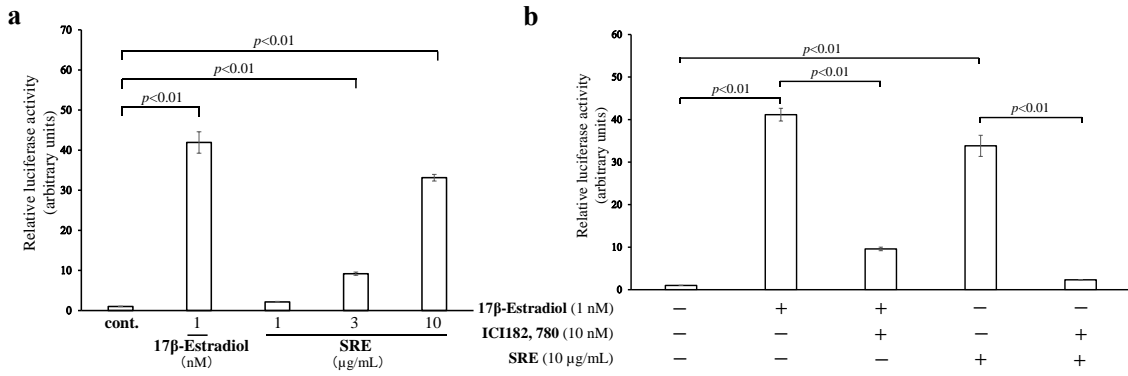 a
Relative luciferase activity
(arbitrary units)
70
60
50
40
30
20
10
0
p<0.01
p<0.01
p<0.01
cont.
1
1
3
10
17β-Estradiol
(nM)
SRE
(μg/mL)
b
Relative luciferase activity
(arbitrary units)
60
50
40
30
20
10
0
p<0.01
p<0.01
p<0.01
p<0.01
17β-Estradiol (1 nM) − + + − −
ICI182, 780 (10 nM) − − + − +
SRE (10 μg/mL) − − − + +